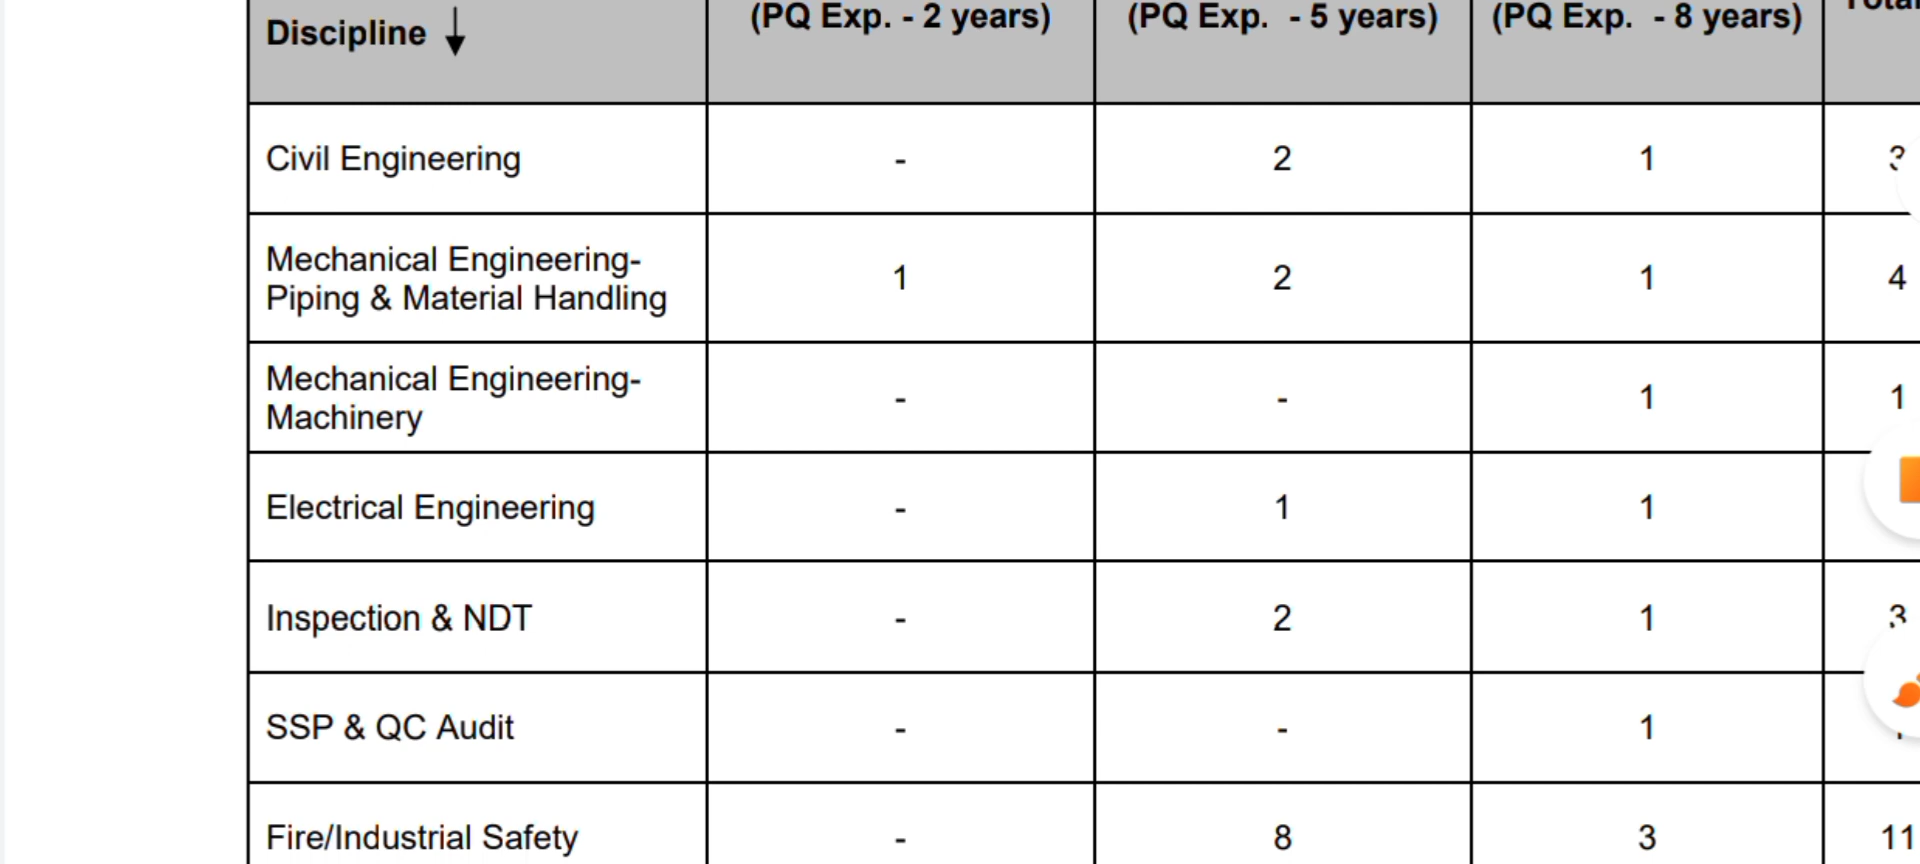 Discipline (PQ Exp. - 2 years) (PQ Exp. - 5 years) (PQ Exp. - 8 years)
Civil Engineering - 2 1 3
Mechanical Engineering-
Piping & Material Handling 1 2 1 4
Mechanical Engineering-
Machinery - - 1 1
Electrical Engineering - 1 1
Inspection & NDT - 2 1 3
SSP & QC Audit - - 1
Fire/Industrial Safety - 8 3 11